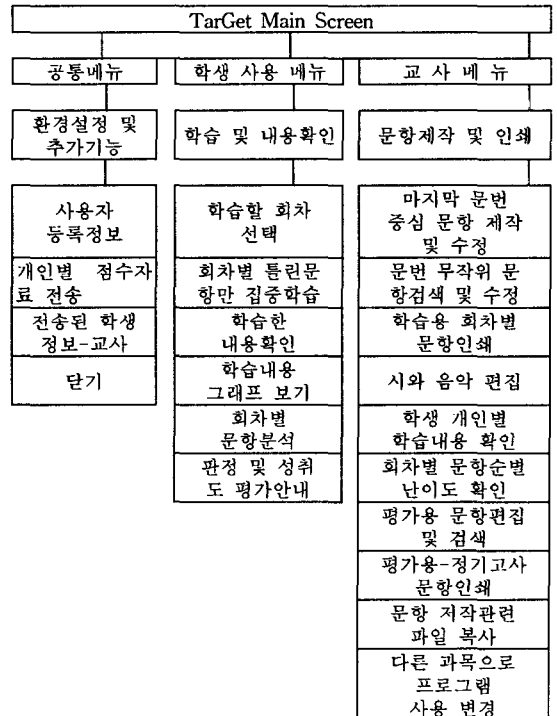 TarGet Main Screen
공통메뉴
학생 사용 메뉴
교 사 메 뉴
환경설정 및
추가기능
학습 및 내용확인
문항제작 및 인쇄
사용자
등록정보
개인별 점수자
료 전송
전송된 학생
정보-교사
닫기
학습할 회차
선택
회차별 틀린문
항만 집중학습
학습한
내용확인
학습내용
그래프 보기
회차별
문항분석
판정 및 성취
도 평가안내
마지막 문번
중심 문항 제작
및 수정
문번 무작위 문
항검색 및 수정
학습용 회차별
문항인쇄
시와 음악 편집
학생 개인별
학습내용 확인
회차별 문항순별
난이도 확인
평가용 문항편집
및 검색
평가용-정기고사
문항인쇄
문항 저작관련
파일 복사
다른 과목으로
프로그램
사용 변경